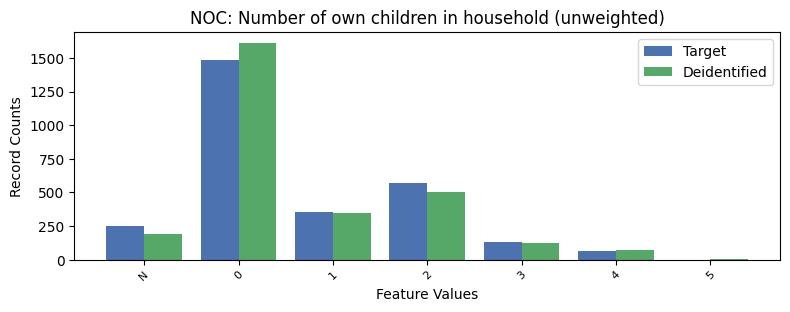 NOC: Number of own children in household (unweighted)
Target
Deidentified
Record Counts
1500
1250
1000
750
500
250
0
N 0 1 2 3 4 5
Feature Values